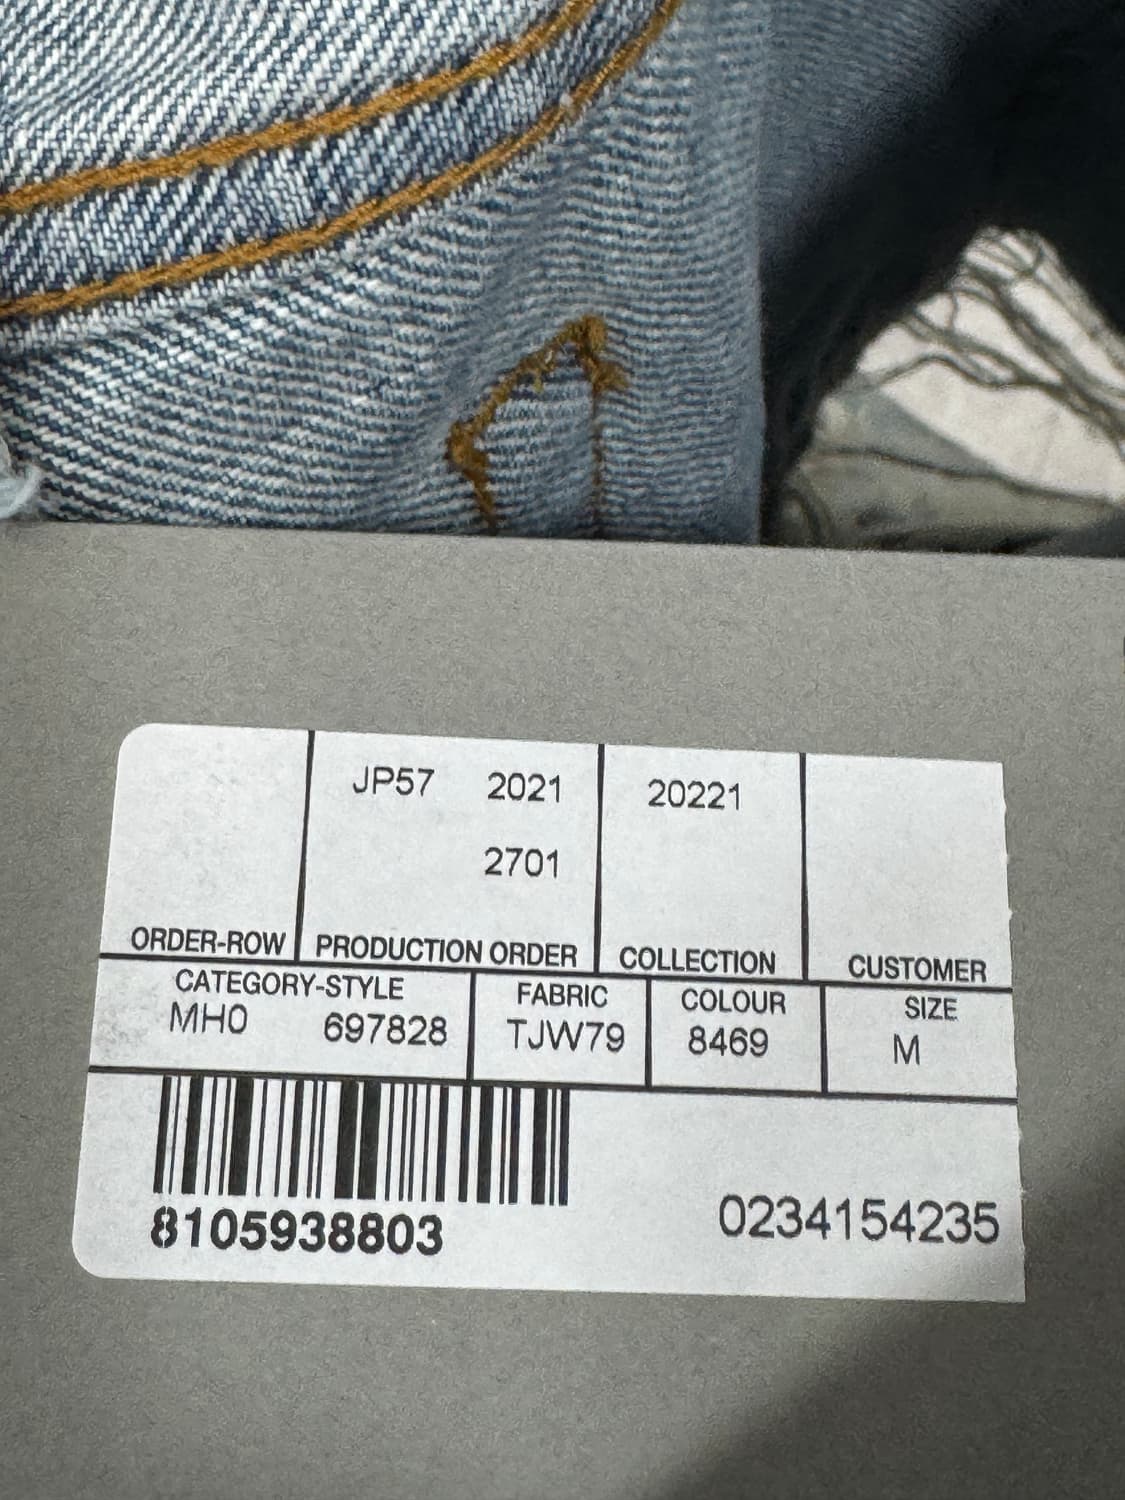 JP57 2021 20221
2701
ORDER-ROW PRODUCTION ORDER COLLECTION CUSTOMER
CATEGORY-STYLE FABRIC COLOUR SIZE
MH0 697828 TJW79 8469 M
8105938803 0234154235